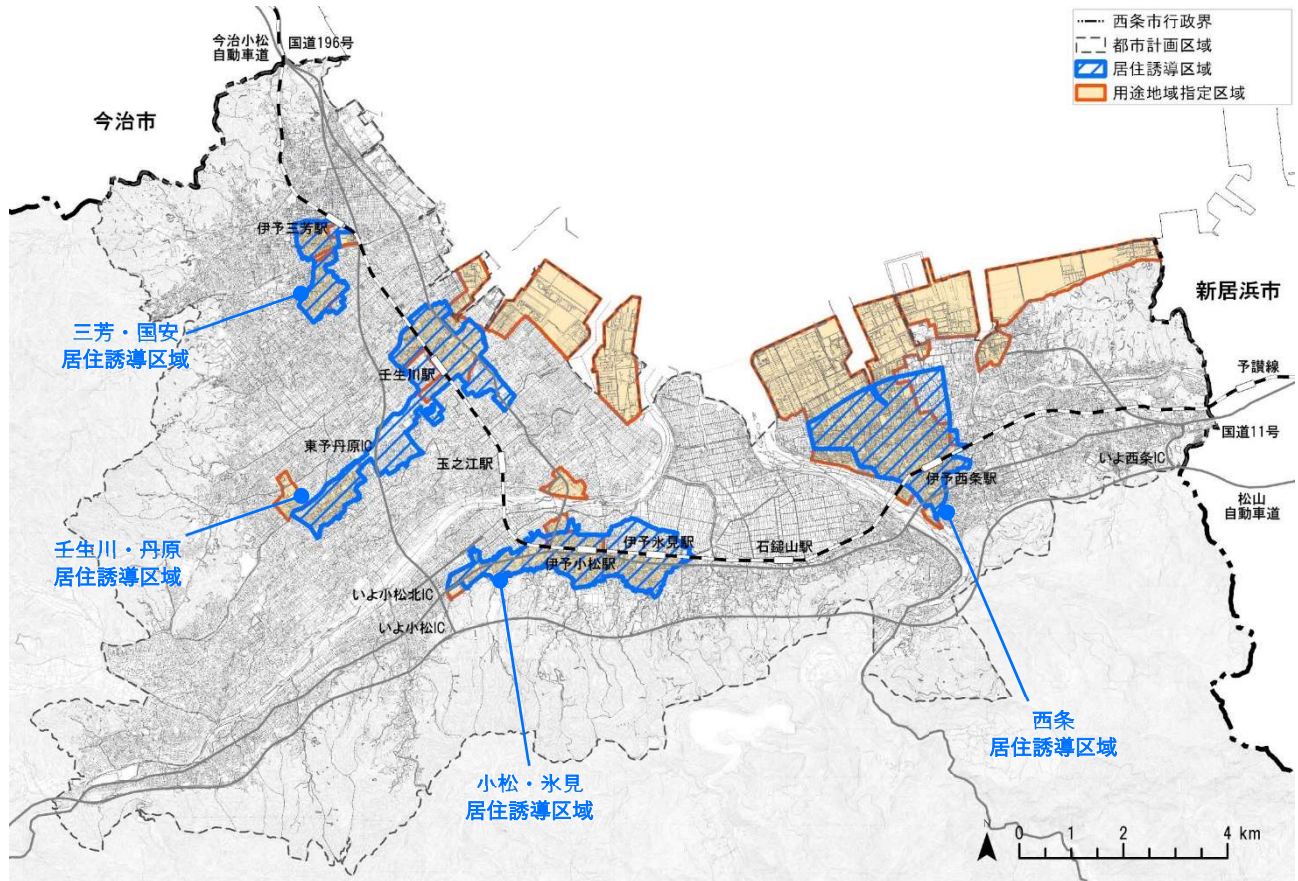 西条市行政界
都市計画区域
居住誘導区域
用途地域指定区域
今治小松
自動車道
国道196号
今治市
伊予三芳駅
三芳・国安
居住誘導区域
壬生川駅
東予丹原IC
玉之江駅
壬生川・丹原
居住誘導区域
新居浜市
予讃線
国道11号
いよ西条IC
伊予西条駅
松山
自動車道
伊予氷見駅
石鎚山駅
伊予小松駅
いよ小松北IC
いよ小松IC
西条
居住誘導区域
小松・氷見
居住誘導区域
N
0 1 2 4 km